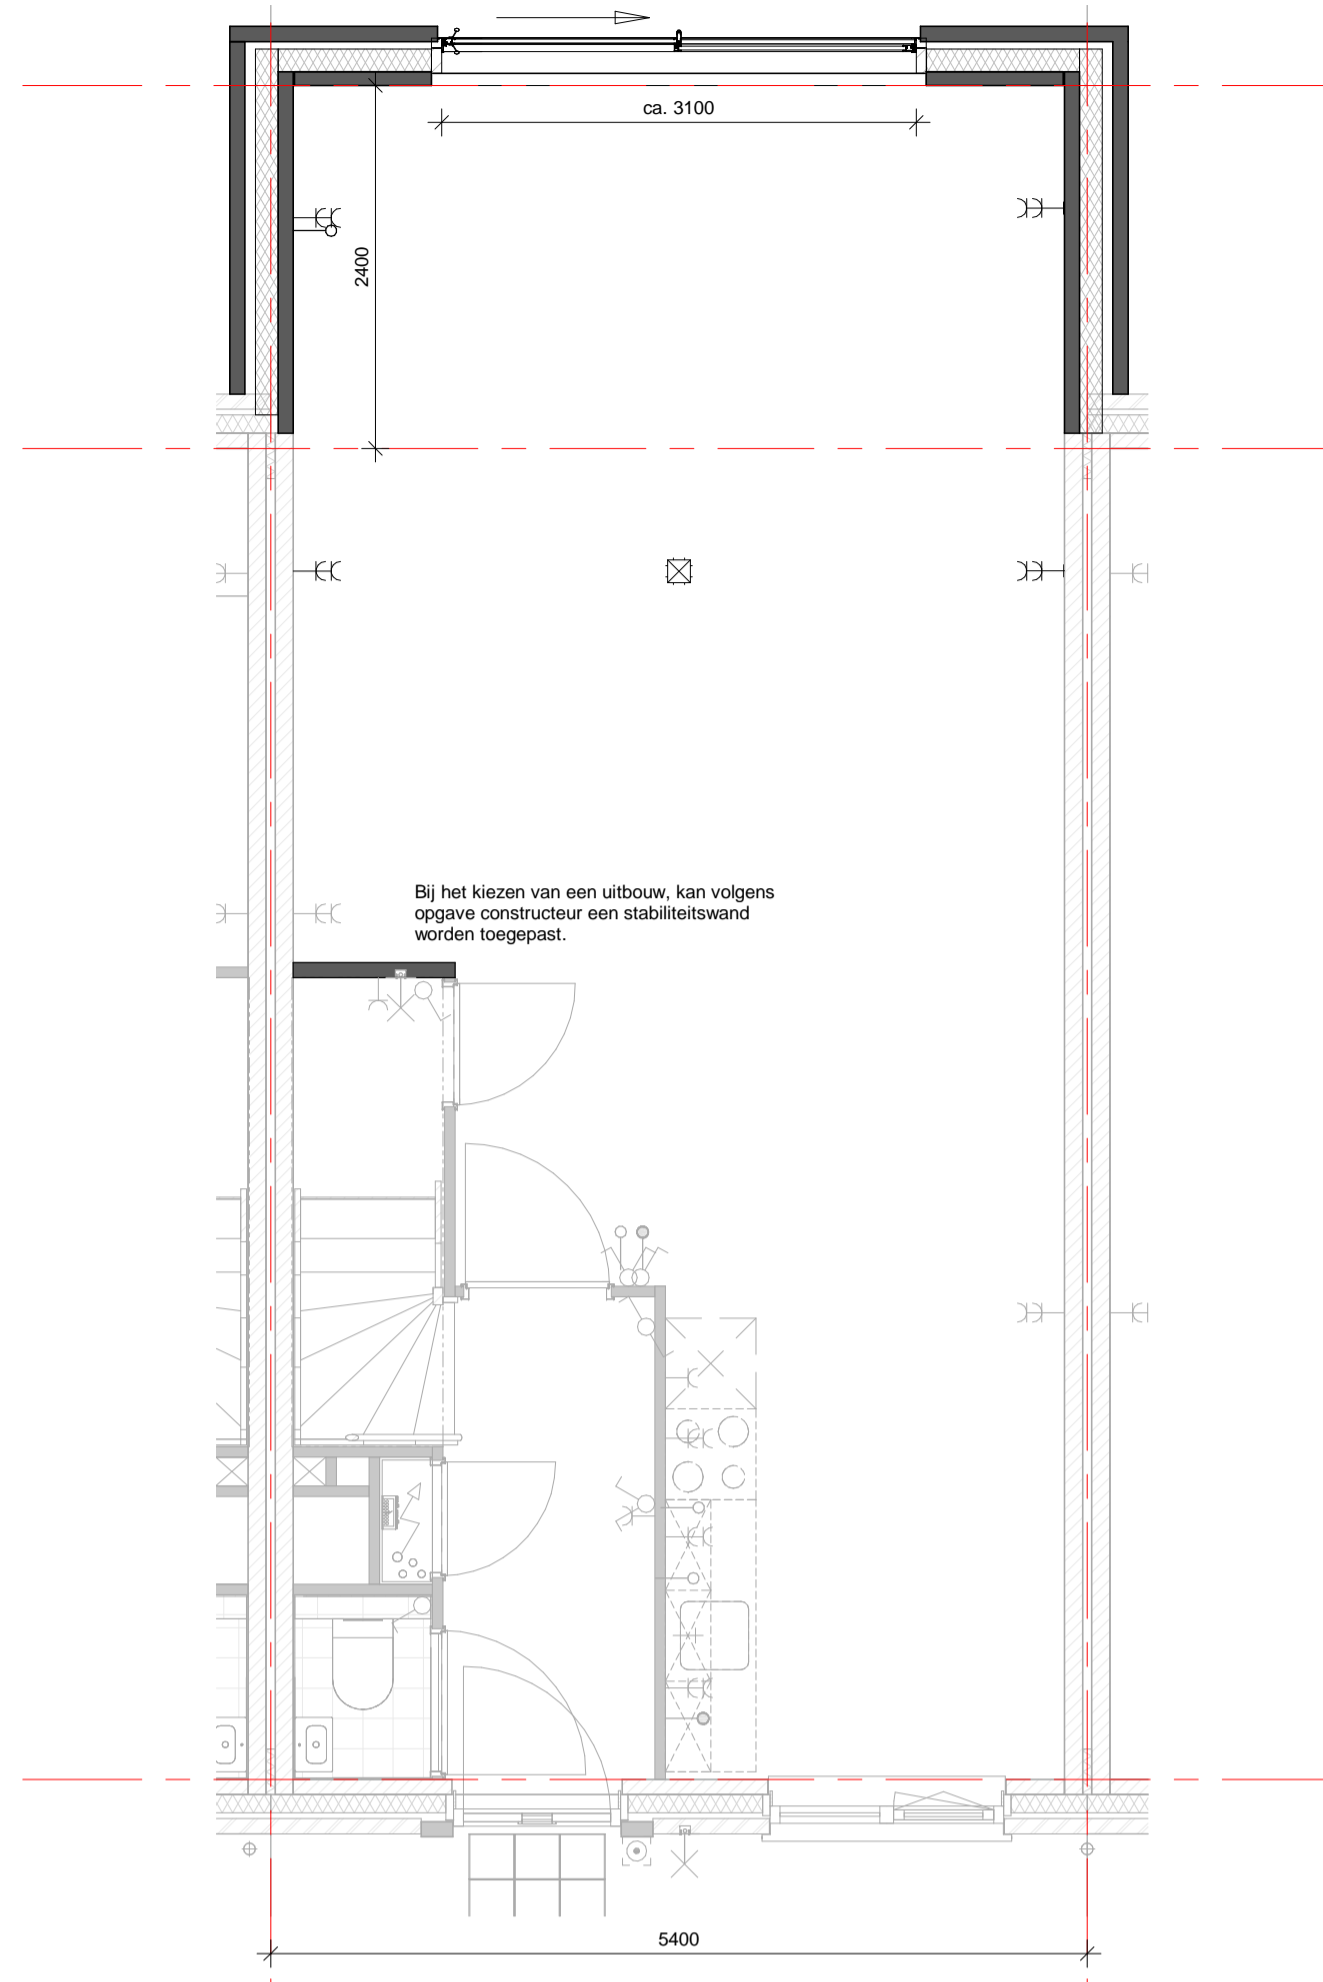 ca. 3100
2400
Bij het kiezen van een uitbouw, kan volgens
opgave constructeur een stabiliteitswand
worden toegepast.
5400